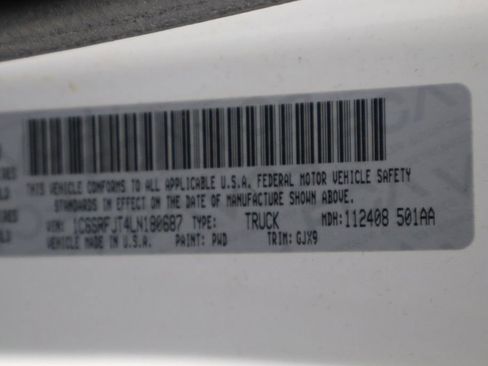 THIS VEHICLE CONFORMS TO ALL APPLICABLE U.S.A. FEDERAL MOTOR VEHICLE SAFETY
STANDARDS IN EFFECT ON THE DATE OF MANUFACTURE SHOWN ABOVE.
VIN: 1C6SRFJT4LN180687 TYPE: TRUCK MDH: 112408 501AA
VEHICLE MADE IN U.S.A. PAINT: PWD TRIM: GJX9